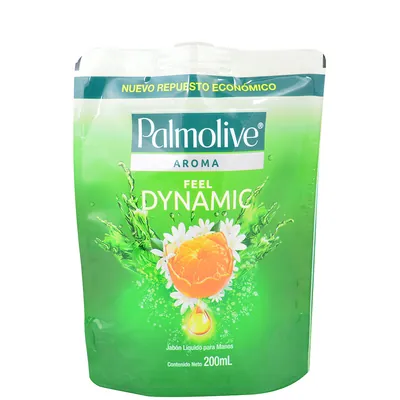 NUEVO REPUESTO ECONÓMICO
Palmolive®
AROMA
FEEL
DYNAMIC
Jabón Líquido para Manos
Contenido Neto 200mL